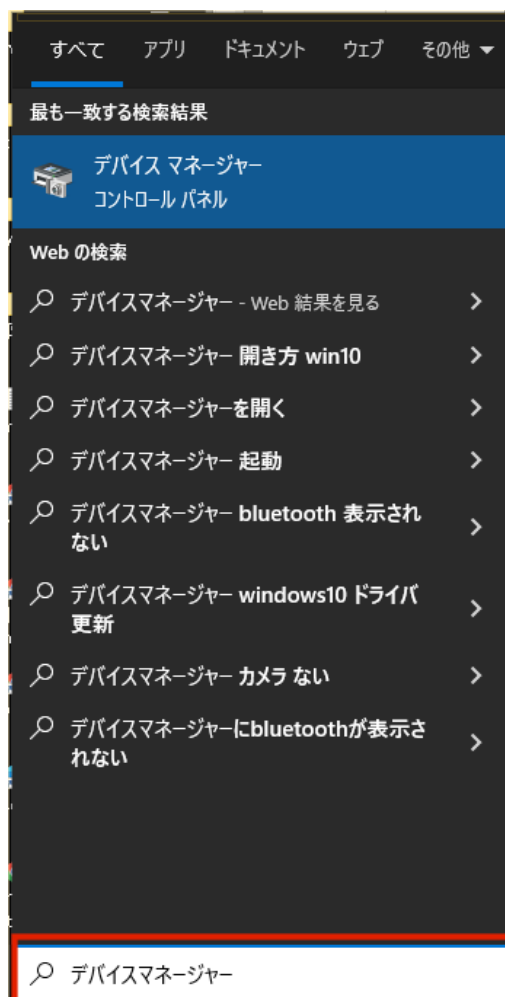 すべて アプリ ドキュメント ウェブ その他
最も一致する検索結果
デバイス マネージャー
コントロール パネル
Web の検索
デバイスマネージャー - Web 結果を見る
デバイスマネージャー 開き方 win10
デバイスマネージャーを開く
デバイスマネージャー 起動
デバイスマネージャー bluetooth 表示され
ない
デバイスマネージャー windows10 ドライバ
更新
デバイスマネージャー カメラ ない
デバイスマネージャーにbluetoothが表示さ
れない
デバイスマネージャー